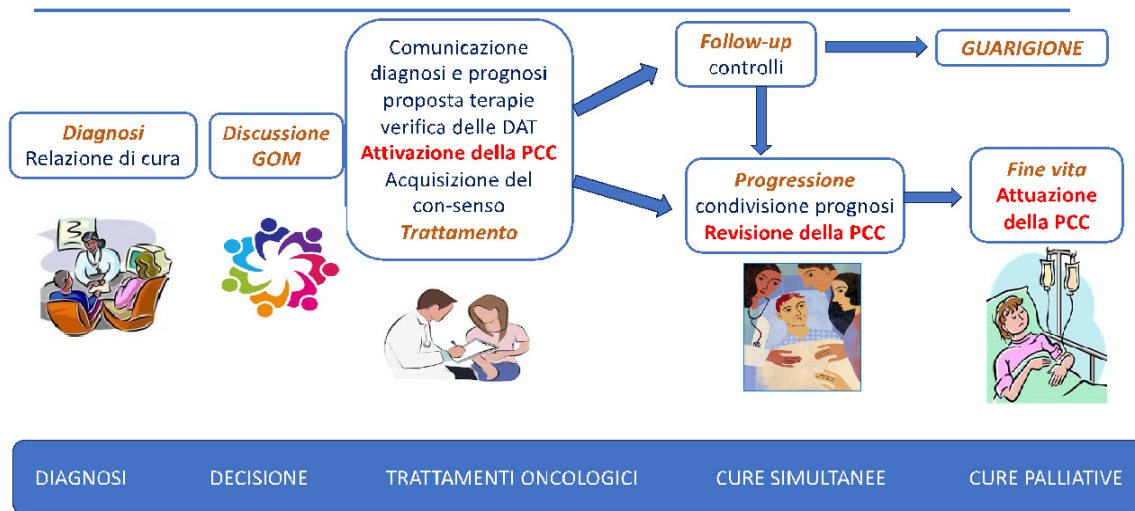 Diagnosi
Relazione di cura
Discussione
GOM
Comunicazione
diagnosi e prognosi
proposta terapie
verifica delle DAT
Attivazione della PCC
Acquisizione del
con-senso
Trattamento
Follow-up
controlli
GUARIGIONE
Progressione
condivisione prognosi
Revisione della PCC
Fine vita
Attuazione
della PCC
DIAGNOSI
DECISIONE
TRATTAMENTI ONCOLOGICI
CURE SIMULTANEE
CURE PALLIATIVE